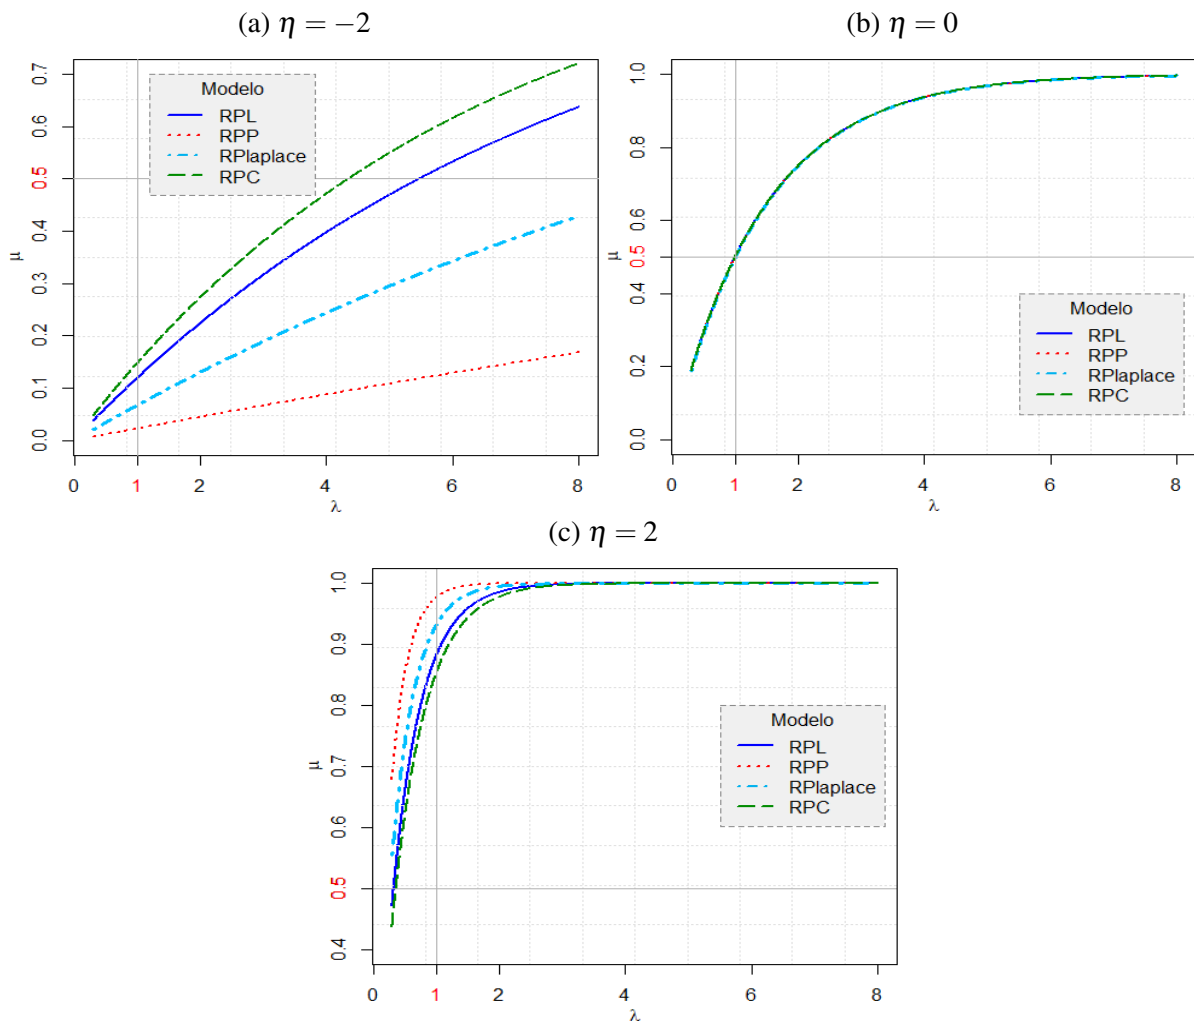 (a) η = −2
0.0 0.1 0.2 0.3 0.4 0.5 0.6 0.7
μ
Modelo
RPL
RPP
RPlaplace
RPC
0 1 2 4 6 8
λ
(b) η = 0
0.0 0.2 0.4 0.5 0.6 0.8 1.0
μ
Modelo
RPL
RPP
RPlaplace
RPC
0 1 2 4 6 8
λ
(c) η = 2
0.4 0.5 0.6 0.7 0.8 0.9 1.0
μ
Modelo
RPL
RPP
RPlaplace
RPC
0 1 2 4 6 8
λ